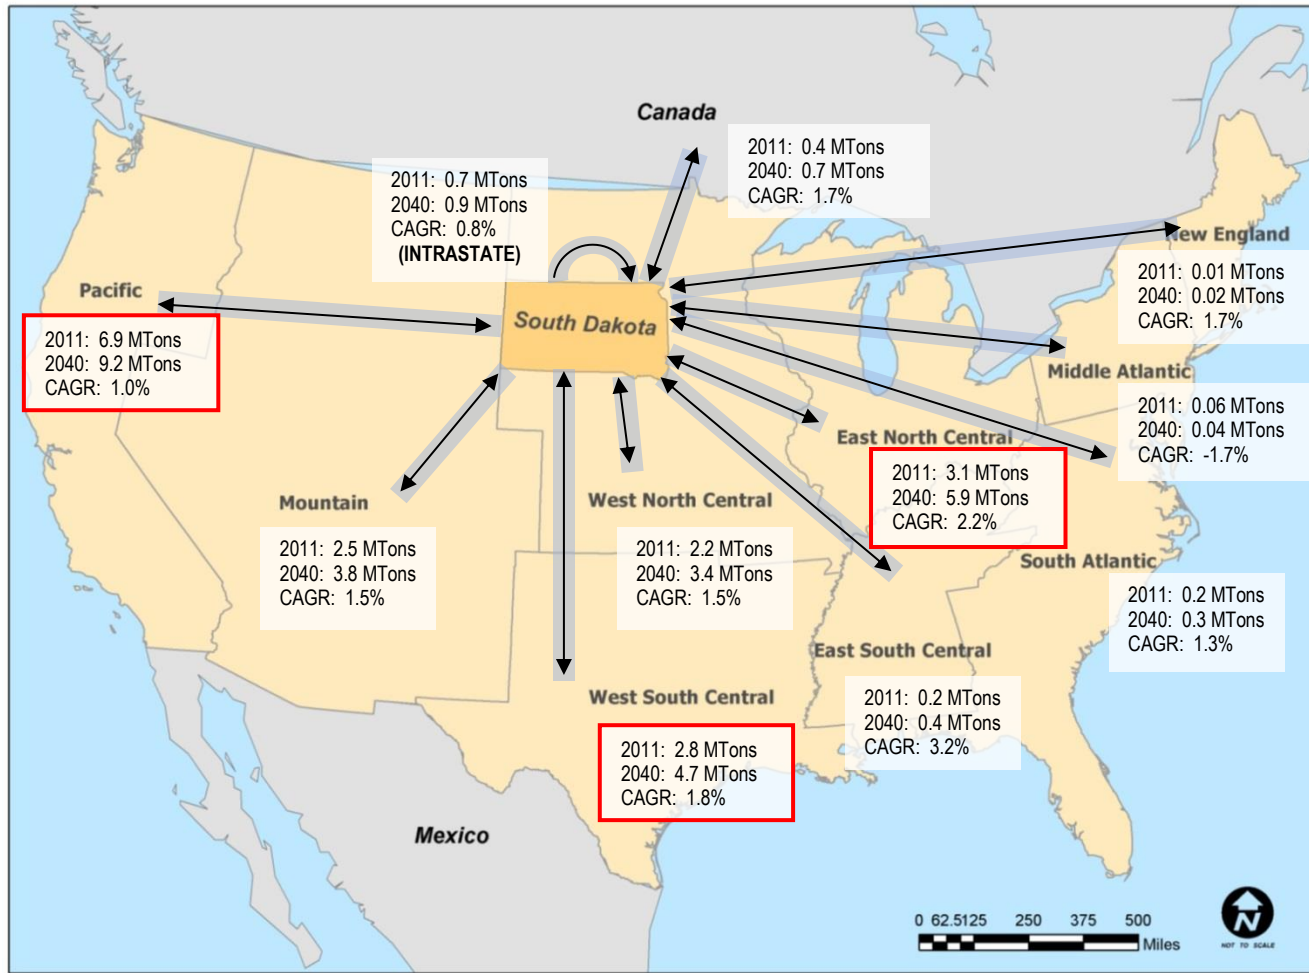 Canada
2011: 0.4 MTons
2040: 0.7 MTons
CAGR: 1.7%
2011: 0.7 MTons
2040: 0.9 MTons
CAGR: 0.8%
(INTRASTATE)
New England
2011: 0.01 MTons
2040: 0.02 MTons
CAGR: 1.7%
Pacific
2011: 6.9 MTons
2040: 9.2 MTons
CAGR: 1.0%
South Dakota
Middle Atlantic
2011: 0.06 MTons
2040: 0.04 MTons
CAGR: -1.7%
East North Central
2011: 3.1 MTons
2040: 5.9 MTons
CAGR: 2.2%
Mountain
2011: 2.5 MTons
2040: 3.8 MTons
CAGR: 1.5%
West North Central
2011: 2.2 MTons
2040: 3.4 MTons
CAGR: 1.5%
South Atlantic
2011: 0.2 MTons
2040: 0.3 MTons
CAGR: 1.3%
East South Central
2011: 0.2 MTons
2040: 0.4 MTons
CAGR: 3.2%
West South Central
2011: 2.8 MTons
2040: 4.7 MTons
CAGR: 1.8%
Mexico
0 62.5125 250 375 500
Miles
N
NOT TO SCALE